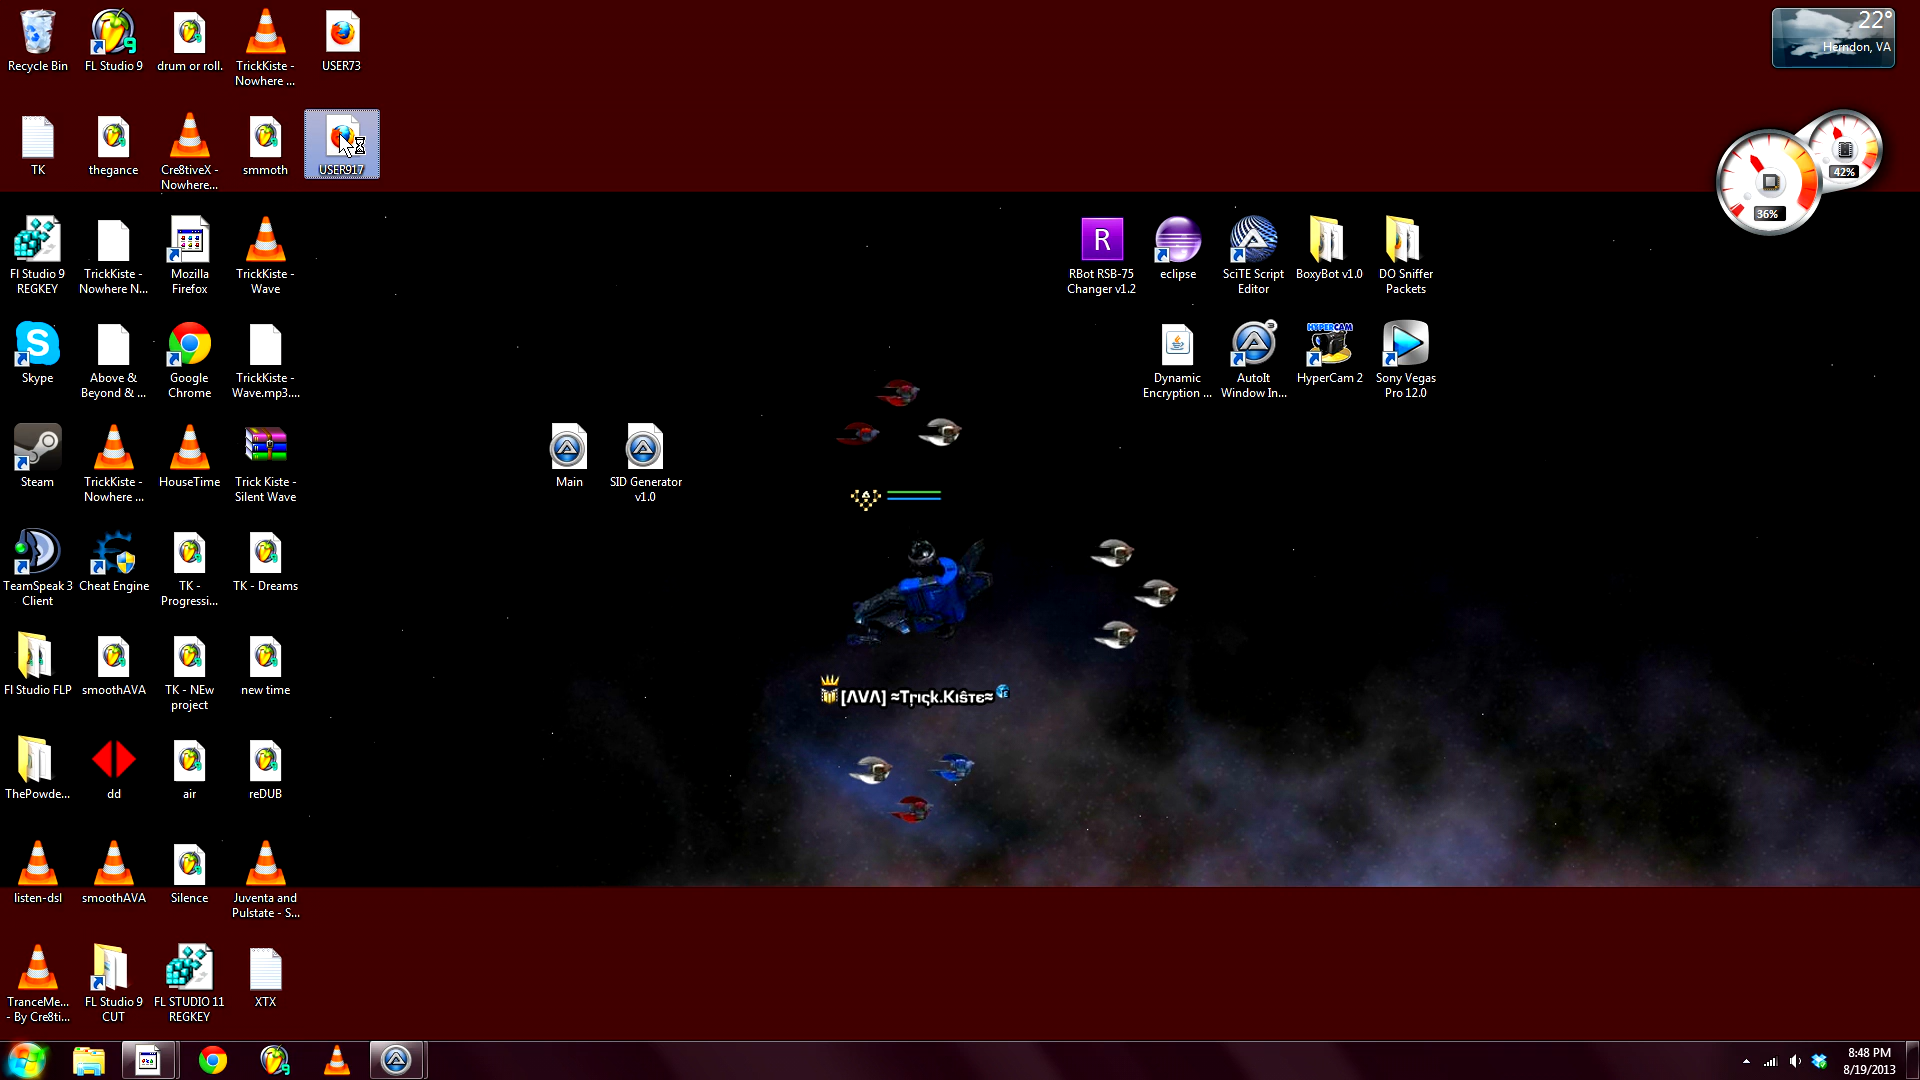 Recycle Bin
FL Studio 9
drum or roll.
TrickKiste -
Nowhere ...
USER73
TK
thegance
Cre8tiveX -
Nowhere...
smmoth
USER917
Fl Studio 9
REGKEY
TrickKiste -
Nowhere N...
Mozilla
Firefox
TrickKiste -
Wave
Skype
Above &
Beyond & ...
Google
Chrome
TrickKiste -
Wave.mp3....
Steam
TrickKiste -
Nowhere ...
HouseTime
Trick Kiste -
Silent Wave
TeamSpeak 3
Client
Cheat Engine
TK -
Progressi...
TK - Dreams
Fl Studio FLP
smoothAVA
TK - NEw
project
new time
ThePowde...
dd
air
reDUB
listen-dsl
smoothAVA
Silence
Juventa and
Pulstate - S...
TranceMe...
- By Cre8ti...
FL Studio 9
CUT
FL STUDIO 11
REGKEY
XTX
Main
SID Generator
v1.0
R
RBot RSB-75
Changer v1.2
eclipse
SciTE Script
Editor
BoxyBot v1.0
DO Sniffer
Packets
Dynamic
Encryption ...
AutoIt
Window In...
HYPERCAM
HyperCam 2
Sony Vegas
Pro 12.0
[ΛVΛ] ≈Tŗıçk.Kıŝтє≈
22°
Herndon, VA
42%
36%
8:48 PM
8/19/2013